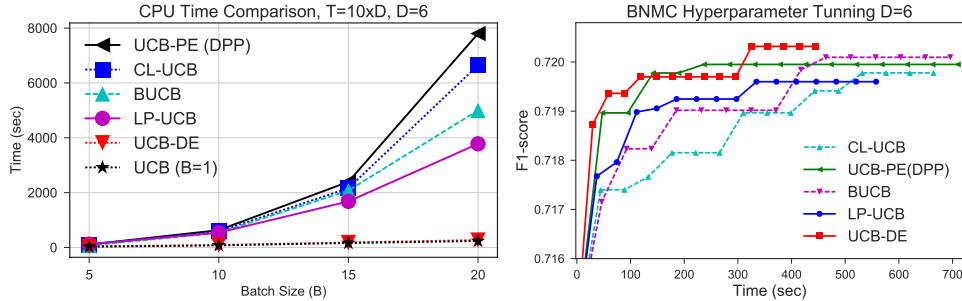 CPU Time Comparison, T=10xD, D=6
8000
6000
4000
2000
0
Time (sec)
UCB-PE (DPP)
CL-UCB
BUCB
LP-UCB
UCB-DE
UCB (B=1)
5
10
15
20
Batch Size (B)
BNMC Hyperparameter Tunning D=6
0.720
0.719
0.718
0.717
0.716
F1-score
CL-UCB
UCB-PE(DPP)
BUCB
LP-UCB
UCB-DE
0
100
200
300
400
500
600
700
Time (sec)